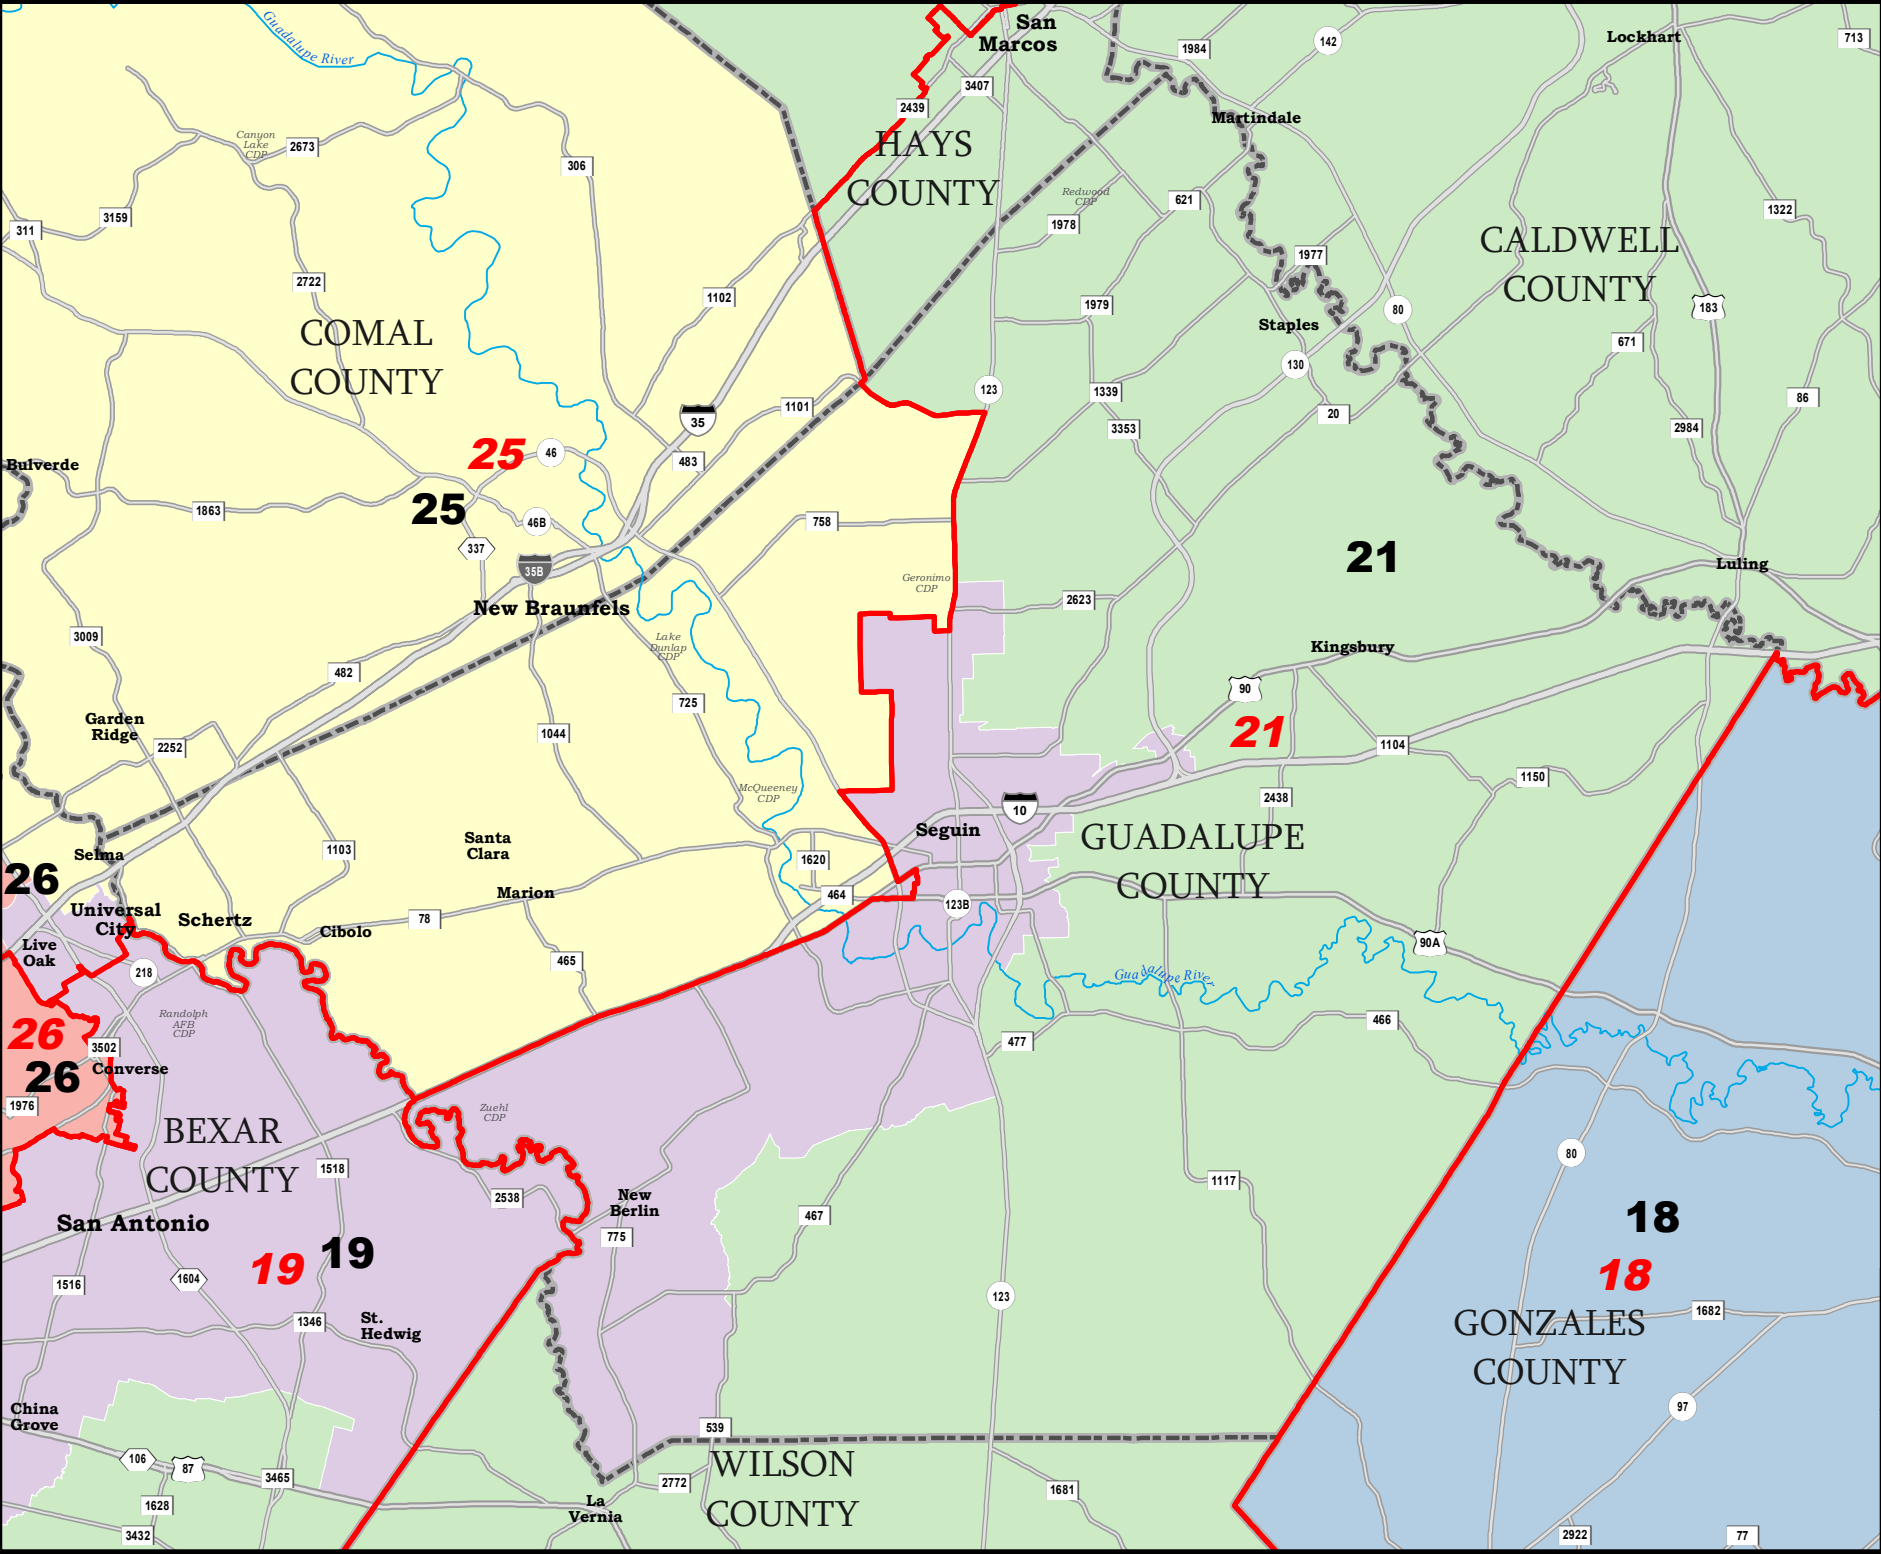 Guadalupe River
San
Marcos
1984
142
Lockhart
713
3407
2439
Martindale
Canyon
Lake
CDP
2673
306
HAYS
COUNTY
Redwood
CDP
621
1978
1322
3159
311
CALDWELL
COUNTY
1977
2722
1102
1979
80
183
COMAL
COUNTY
Staples
671
130
123
1339
86
1101
35
20
3353
2984
25
46
483
Bulverde
25
1863
46B
758
337
21
35B
Luling
Geronimo
CDP
New Braunfels
2623
3009
Lake
Dunlap
CDP
Kingsbury
482
90
725
Garden
Ridge
1044
21
2252
1104
1150
McQueeney
CDP
2438
10
Seguin
GUADALUPE
COUNTY
Santa
Clara
1103
Selma
1620
26
Marion
464
123B
Universal
City
Schertz
78
Cibolo
90A
Live
Oak
218
465
Guadalupe River
Randolph
AFB
CDP
466
26
3502
477
Converse
26
1976
Zuehl
CDP
BEXAR
COUNTY
80
1518
1117
2538
New
Berlin
San Antonio
467
18
775
19
19
18
1604
1516
123
1682
1346
St.
Hedwig
GONZALES
COUNTY
China
Grove
97
539
106
87
WILSON
COUNTY
3465
2772
1681
1628
La
Vernia
3432
2922
77